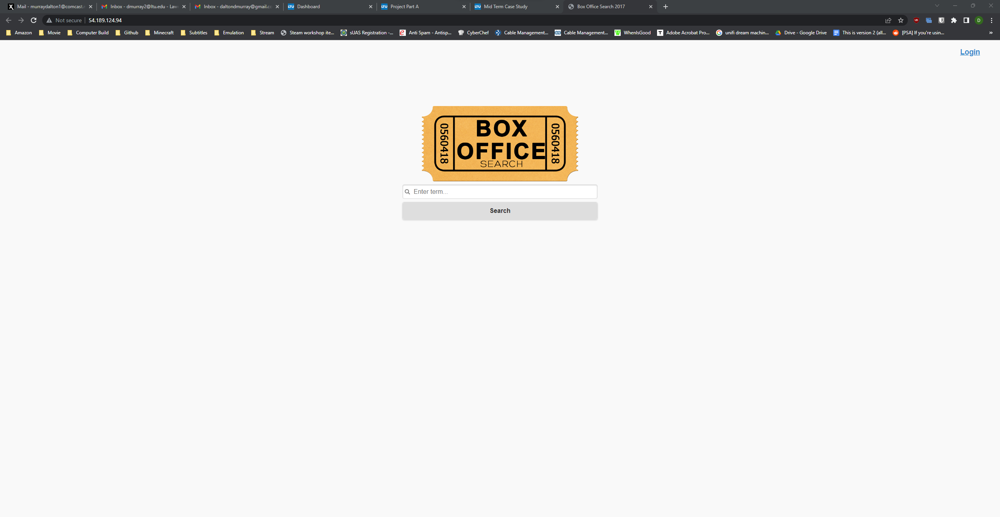 Mail - murraydalton1@comcast.n
Inbox - dmurray2@ltu.edu - Law
Inbox - daltondmurray@gmail.co
LTU Dashboard
LTU Project Part A
LTU Mid Term Case Study
Box Office Search 2017
Not secure
54.189.124.94
D
Amazon
Movie
Computer Build
Github
Minecraft
Subtitles
Emulation
Stream
Steam workshop ite...
sUAS Registration -...
Anti Spam - Antisp...
CyberChef
Cable Management...
Cable Management...
WhenIsGood
Adobe Acrobat Pro...
unifi dream machin...
Drive - Google Drive
This is version 2 (all...
[PSA] If you're usin...
Login
0560418
BOX
OFFICE
SEARCH
0560418
Enter term...
Search